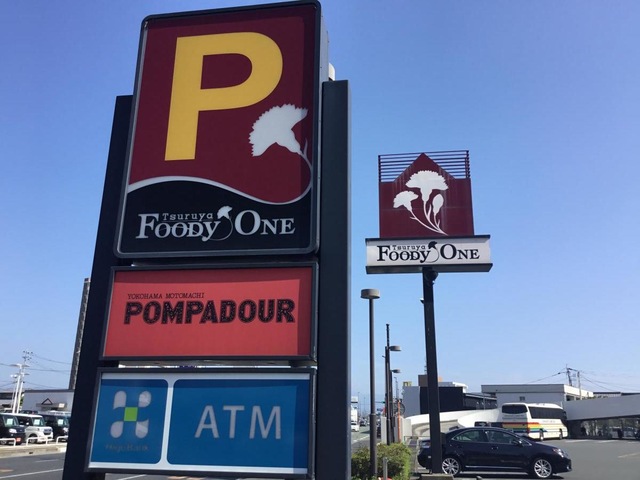 P
Tsuruya
FOODY ONE
YOKOHAMA MOTOMACHI
POMPADOUR
ATM
Tsuruya
FOODY ONE